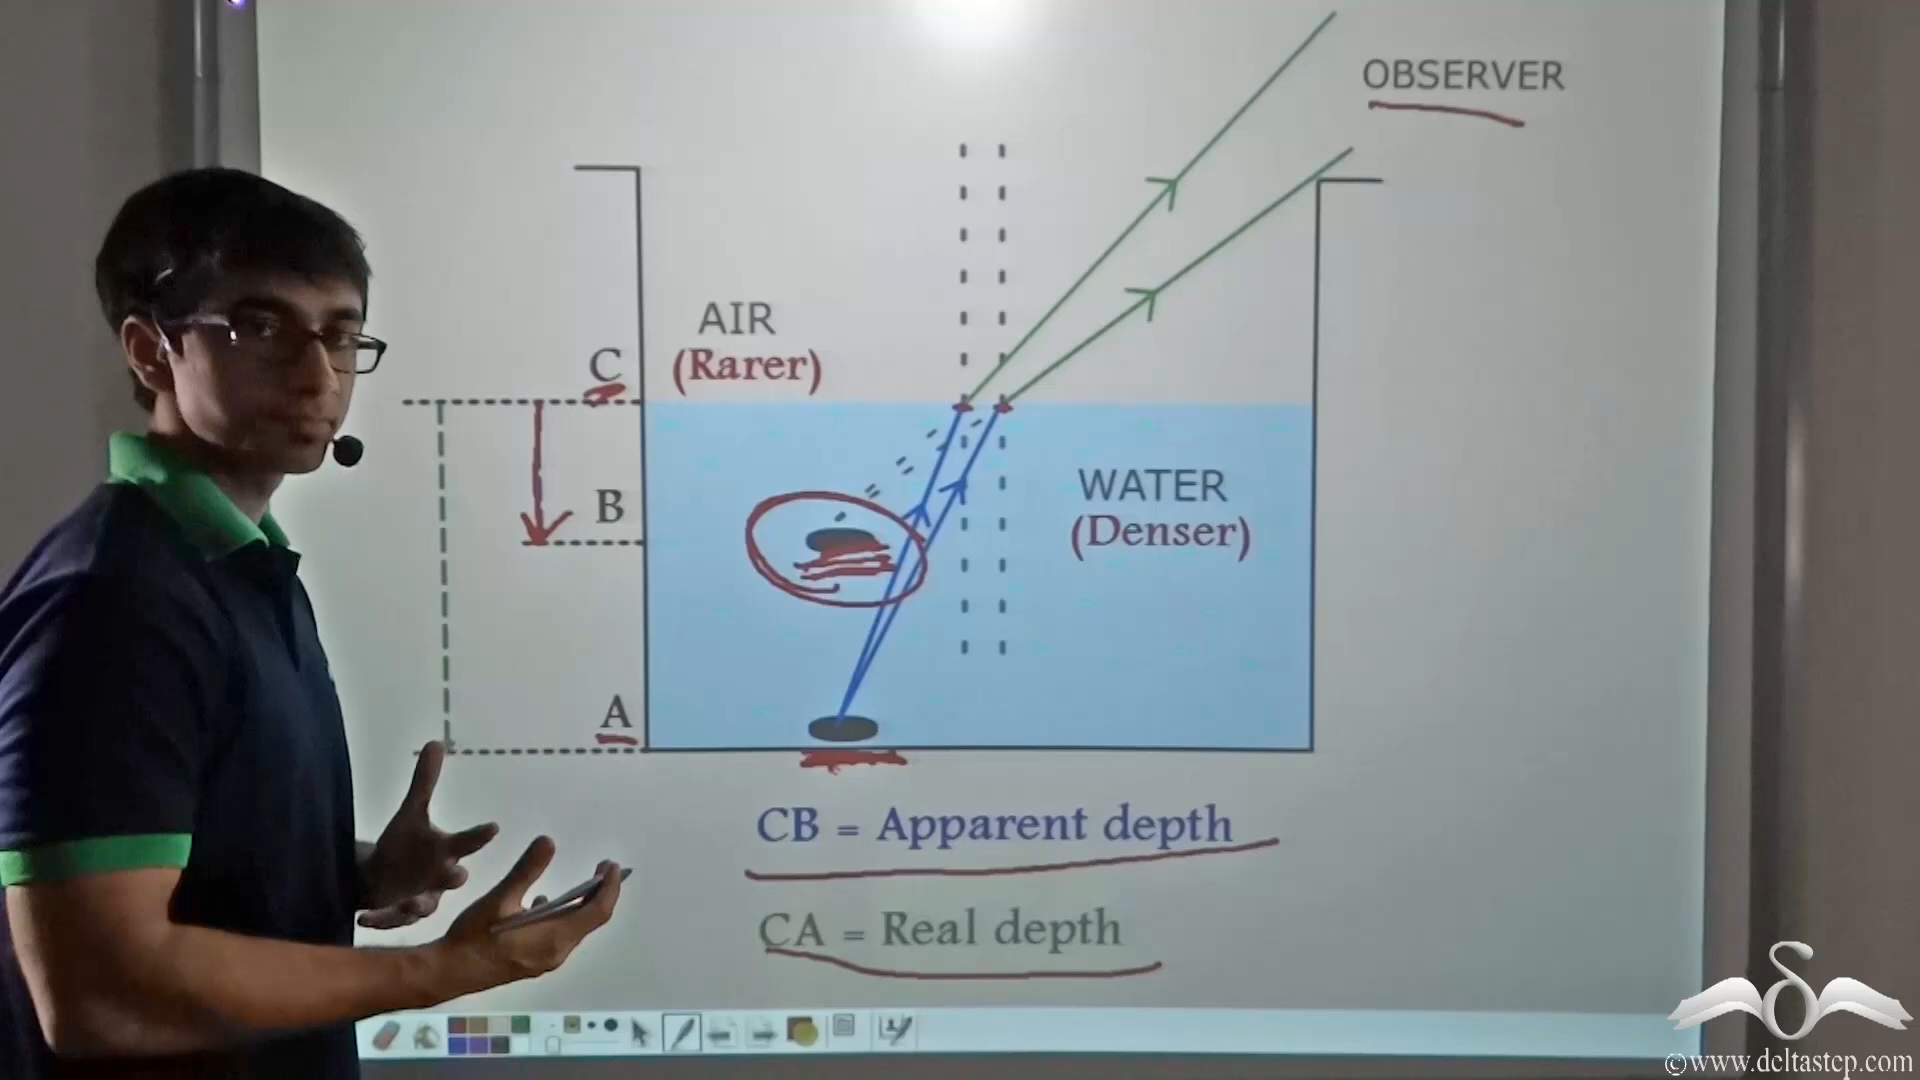 OBSERVER
AIR
(Rarer)
C
B
WATER
(Denser)
A
CB = Apparent depth
CA = Real depth
©www.deltastep.com